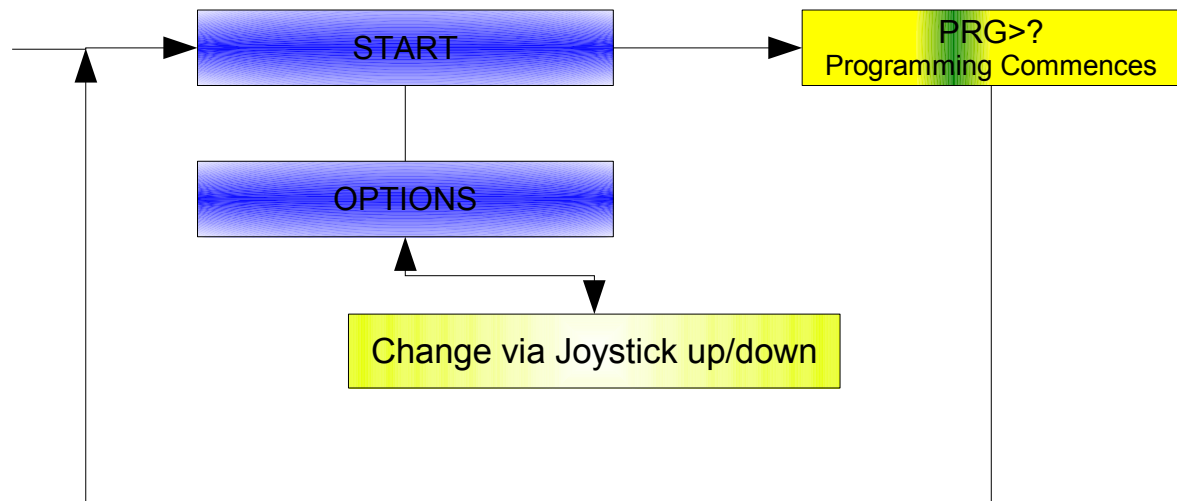 START
PRG>?
Programming Commences
OPTIONS
Change via Joystick up/down